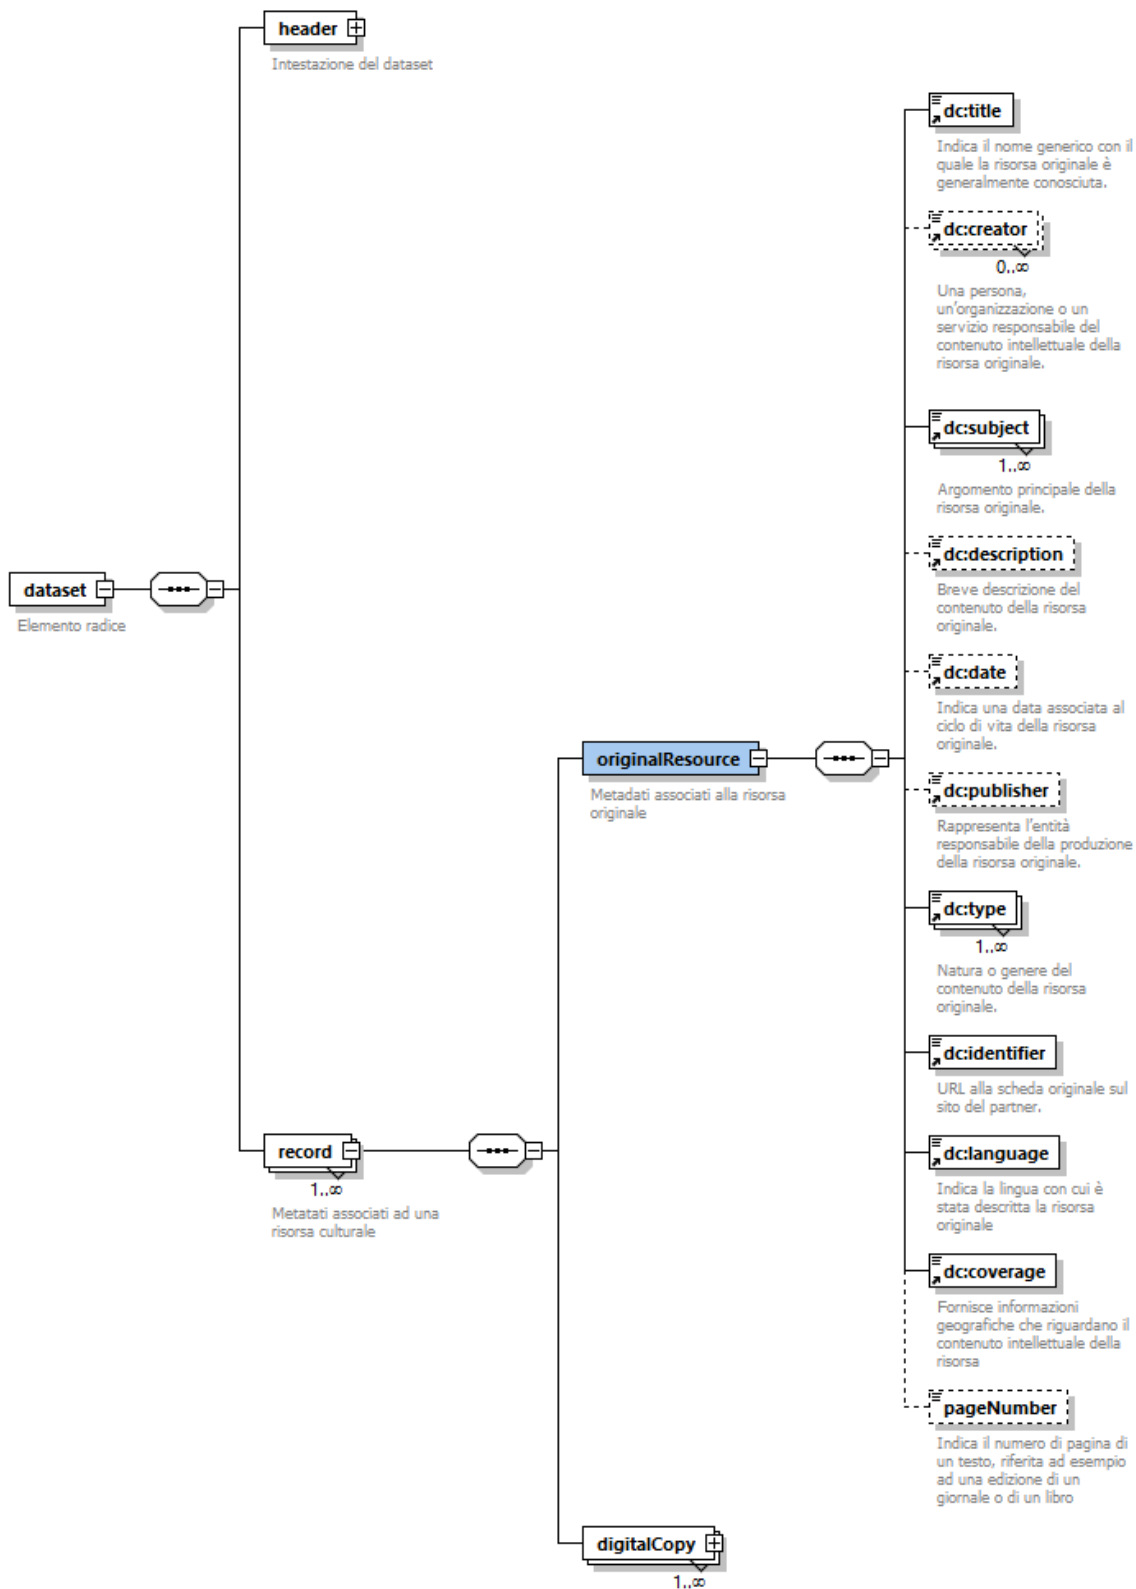 header
Intestazione del dataset
dc:title
Indica il nome generico con il
quale la risorsa originale è
generalmente conosciuta.
dc:creator
0..∞
Una persona,
un'organizzazione o un
servizio responsabile del
contenuto intellettuale della
risorsa originale.
dc:subject
1..∞
Argomento principale della
risorsa originale.
dc:description
Breve descrizione del
contenuto della risorsa
originale.
dataset
Elemento radice
dc:date
Indica una data associata al
ciclo di vita della risorsa
originale.
originalResource
Metadati associati alla risorsa
originale
dc:publisher
Rappresenta l'entità
responsabile della produzione
della risorsa originale.
dc:type
1..∞
Natura o genere del
contenuto della risorsa
originale.
dc:identifier
URL alla scheda originale sul
sito del partner.
record
1..∞
Metatati associati ad una
risorsa culturale
dc:language
Indica la lingua con cui è
stata descritta la risorsa
originale
dc:coverage
Fornisce informazioni
geografiche che riguardano il
contenuto intellettuale della
risorsa
pageNumber
Indica il numero di pagina di
un testo, riferita ad esempio
ad una edizione di un
giornale o di un libro
digitalCopy
1..∞